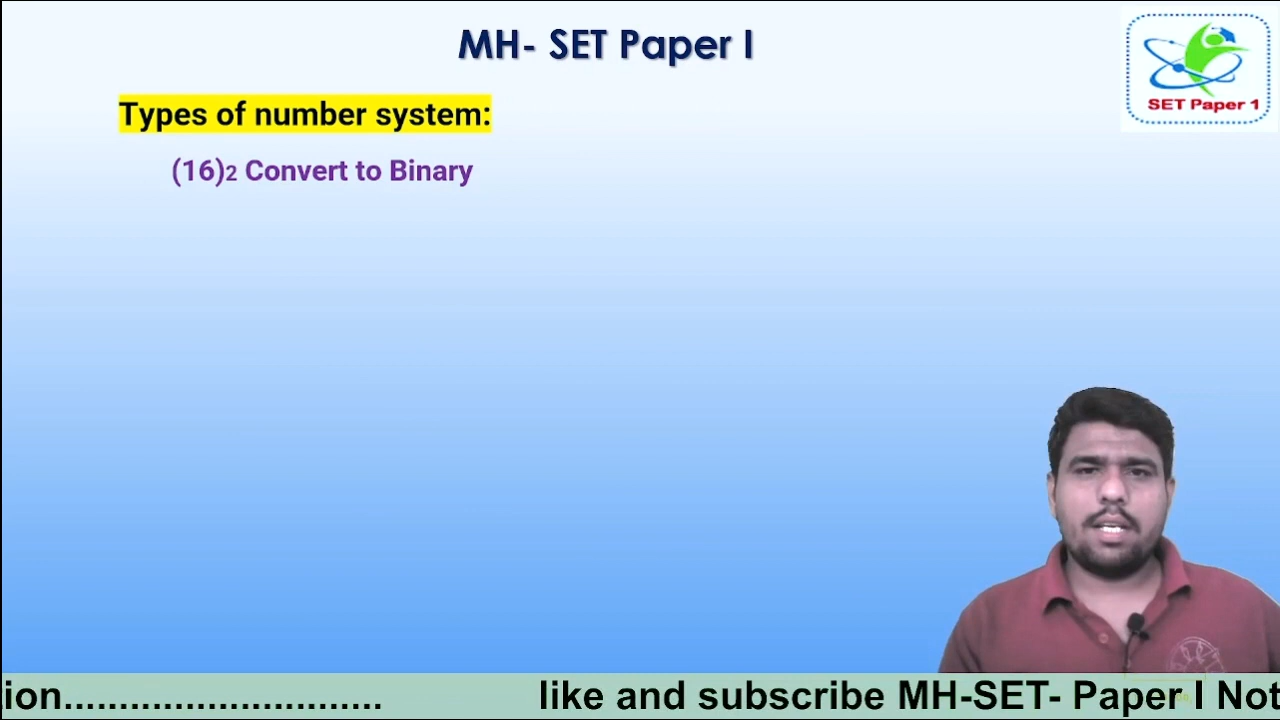 MH- SET Paper I
SET Paper 1
Types of number system:
(16)2 Convert to Binary
tion............................. like and subscribe MH-SET- Paper I Not